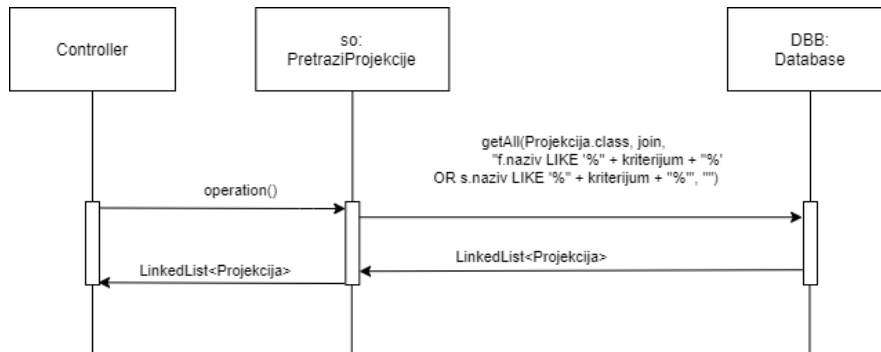 Controller
so:
PretraziProjekcije
DBB:
Database
getAll(Projekcija.class, join,
"f.naziv LIKE '%" + kriterijum + "%'
OR s.naziv LIKE '%" + kriterijum + "%'", "")
operation()
LinkedList<Projekcija>
LinkedList<Projekcija>